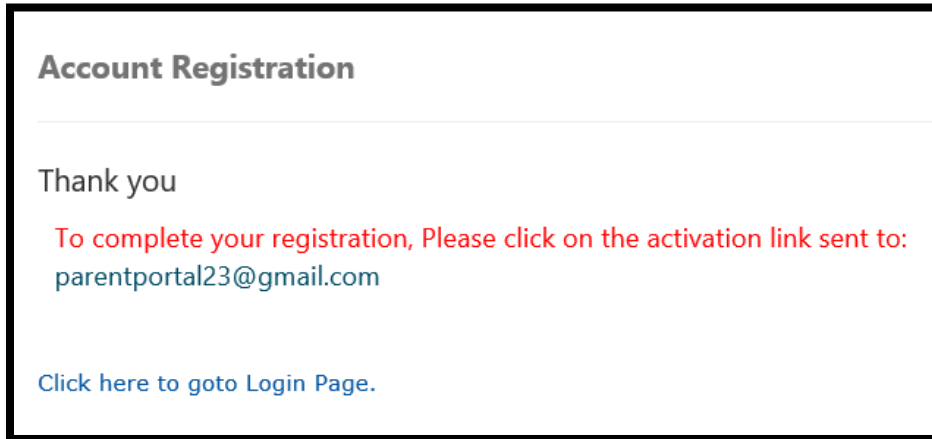 Account Registration
Thank you
To complete your registration, Please click on the activation link sent to:
parentportal23@gmail.com
Click here to goto Login Page.